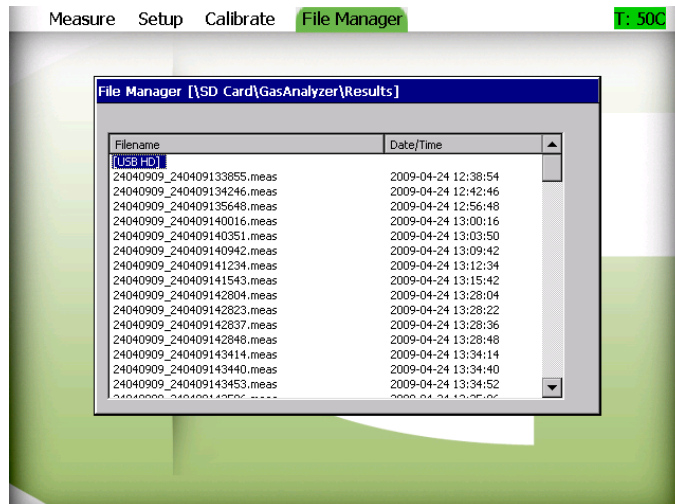 Measure Setup Calibrate File Manager T: 50C
File Manager [\SD Card\GasAnalyzer\Results]
Filename Date/Time
[USB HD]
24040909_240409133855.meas 2009-04-24 12:38:54
24040909_240409134246.meas 2009-04-24 12:42:46
24040909_240409135648.meas 2009-04-24 12:56:48
24040909_240409140016.meas 2009-04-24 13:00:16
24040909_240409140351.meas 2009-04-24 13:03:50
24040909_240409140942.meas 2009-04-24 13:09:42
24040909_240409141234.meas 2009-04-24 13:12:34
24040909_240409141543.meas 2009-04-24 13:15:42
24040909_240409142804.meas 2009-04-24 13:28:04
24040909_240409142823.meas 2009-04-24 13:28:22
24040909_240409142837.meas 2009-04-24 13:28:36
24040909_240409142848.meas 2009-04-24 13:28:48
24040909_240409143414.meas 2009-04-24 13:34:14
24040909_240409143440.meas 2009-04-24 13:34:40
24040909_240409143453.meas 2009-04-24 13:34:52